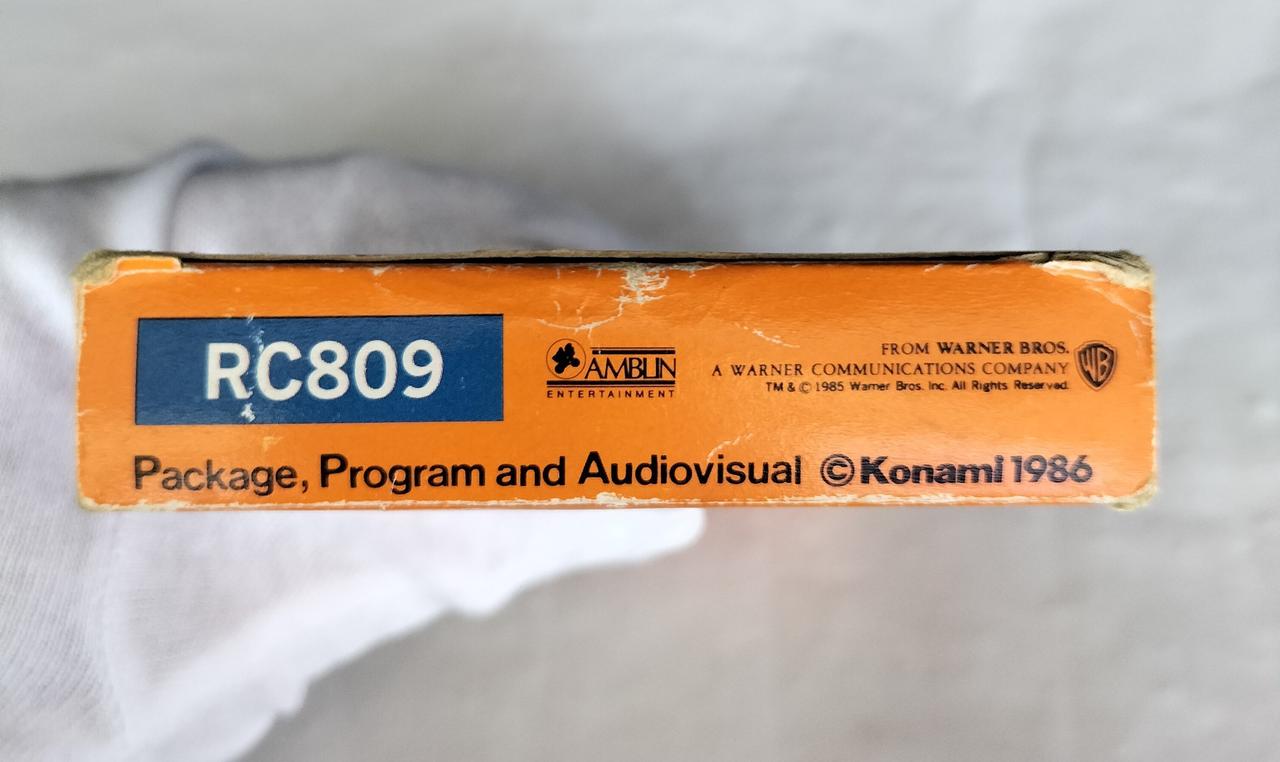 RC809
AMBLIN
ENTERTAINMENT
FROM WARNER BROS.
A WARNER COMMUNICATIONS COMPANY
TM & © 1985 Warner Bros. Inc. All Rights Reserved.
WB
Package, Program and Audiovisual © Konami 1986